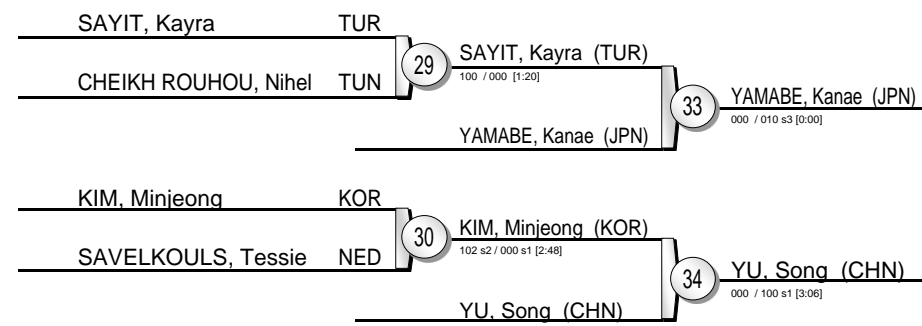 SAYIT, Kayra TUR
CHEIKH ROUHOU, Nihel TUN
29
SAYIT, Kayra (TUR)
100 / 000 [1:20]
YAMABE, Kanae (JPN)
33
YAMABE, Kanae (JPN)
000 / 010 s3 [0:00]
KIM, Minjeong KOR
SAVELKOULS, Tessie NED
30
KIM, Minjeong (KOR)
102 s2 / 000 s1 [2:48]
YU, Song (CHN)
34
YU, Song (CHN)
000 / 100 s1 [3:06]